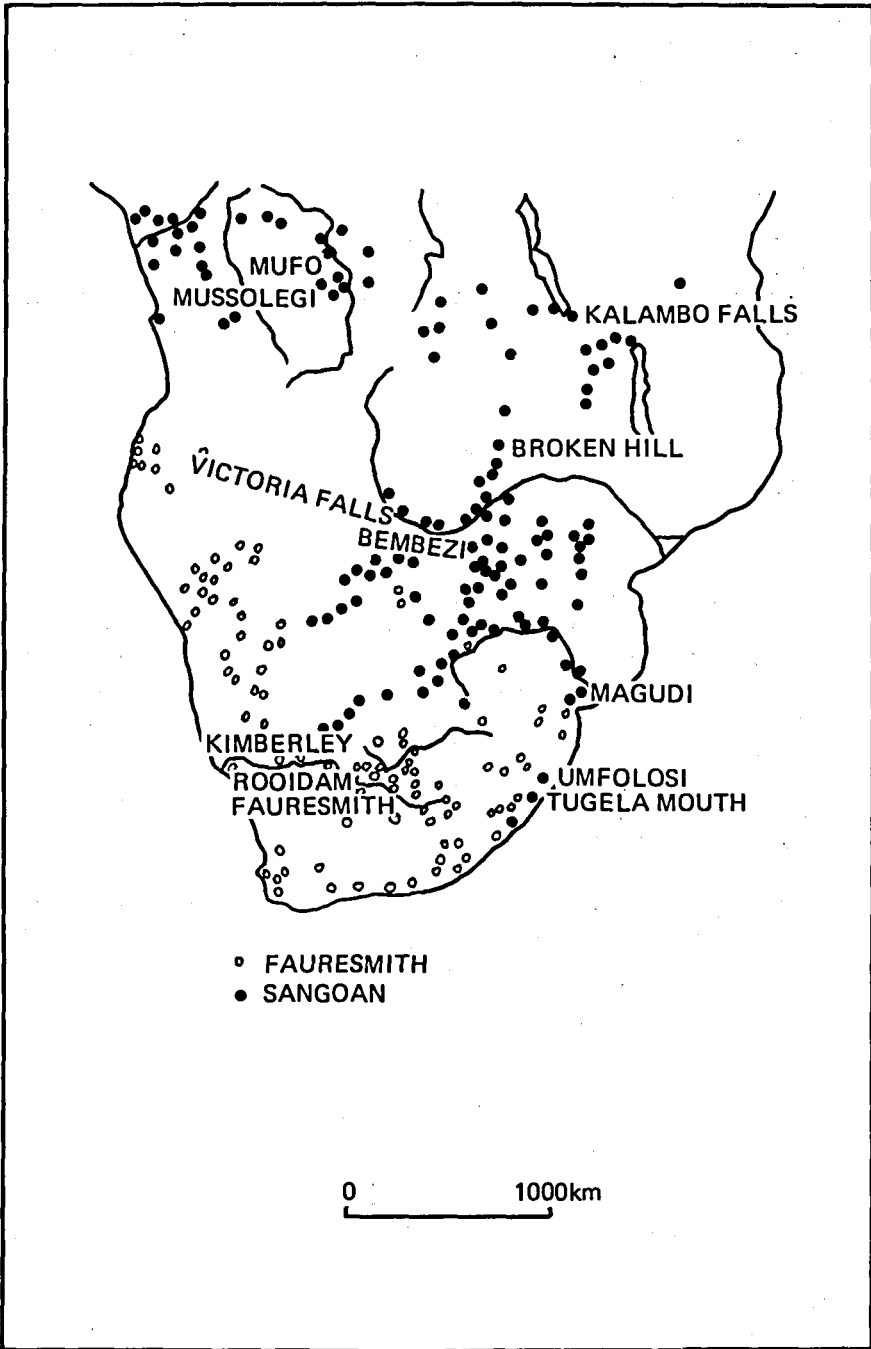 MUFO
MUSSOLEGI
KALAMBO FALLS
BROKEN HILL
VICTORIA FALLS
BEMBEZI
MAGUDI
KIMBERLEY
ROOIDAM
FAURESMITH
UMFOLOSI
TUGELA MOUTH
FAURESMITH
SANGOAN
0 1000km